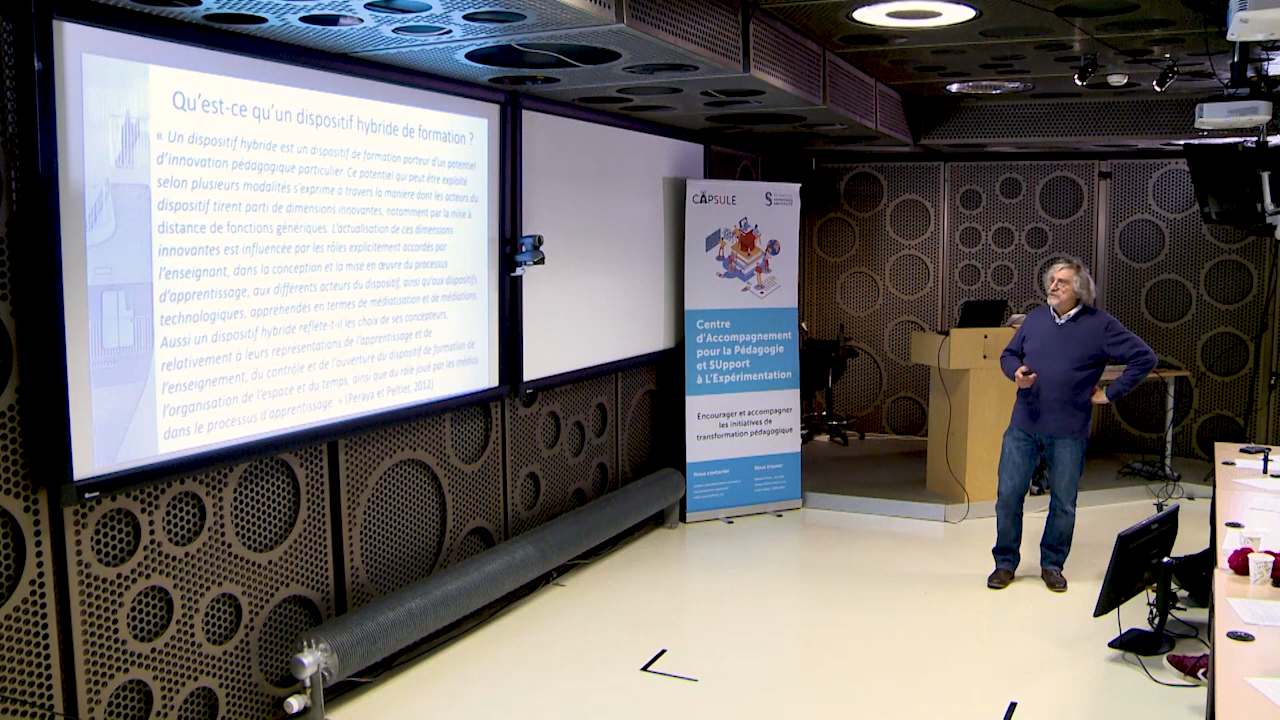 Qu'est-ce qu'un dispositif hybride de formation ?
« Un dispositif hybride est un dispositif de formation porteur d'un potentiel
d'innovation pédagogique particulier. Ce potentiel qui peut être exploité
selon plusieurs modalités s'exprime à travers la manière dont les acteurs du
dispositif tirent parti de dimensions innovantes, notamment par la mise à
distance de fonctions génériques. L'actualisation de ces dimensions
innovantes est influencée par les rôles explicitement accordés par
l'enseignant, dans la conception et la mise en œuvre du processus
d'apprentissage, aux différents acteurs du dispositif, ainsi qu'aux dispositifs
technologiques, appréhendés en termes de médiatisation et de médiations.
Aussi un dispositif hybride reflète-t-il les choix de ses concepteurs,
relativement à leurs représentations de l'apprentissage et de
l'enseignement, du contrôle et de l'ouverture du dispositif de formation de
l'organisation de l'espace et du temps, ainsi que du rôle joué par les médias
dans le processus d'apprentissage. » (Peraya et Peltier, 2012)
CAPSULE
SORBONNE
UNIVERSITÉ
Centre
d'Accompagnement
pour la Pédagogie
et SUpport
à L'Expérimentation
Encourager et accompagner
les initiatives de
transformation pédagogique
Nous contacter
Nous trouver